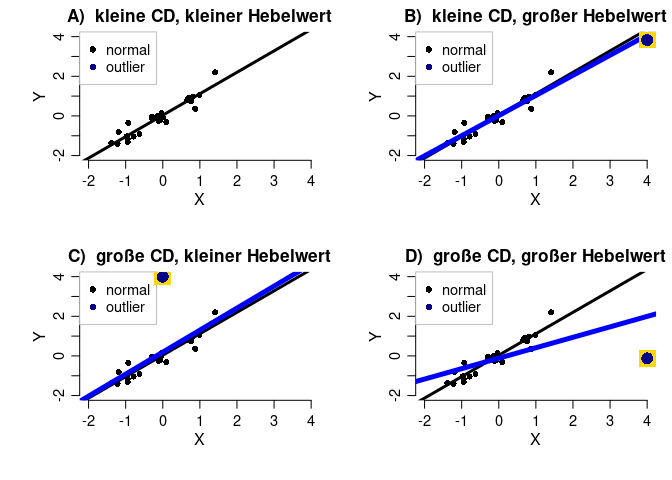 A)  kleine CD, kleiner Hebelwert
normal
outlier
Y
-2 0 2 4
-2 -1 0 1 2 3 4
X
B)  kleine CD, großer Hebelwert
normal
outlier
Y
-2 0 2 4
-2 -1 0 1 2 3 4
X
C)  große CD, kleiner Hebelwert
normal
outlier
Y
-2 0 2 4
-2 -1 0 1 2 3 4
X
D)  große CD, großer Hebelwert
normal
outlier
Y
-2 0 2 4
-2 -1 0 1 2 3 4
X